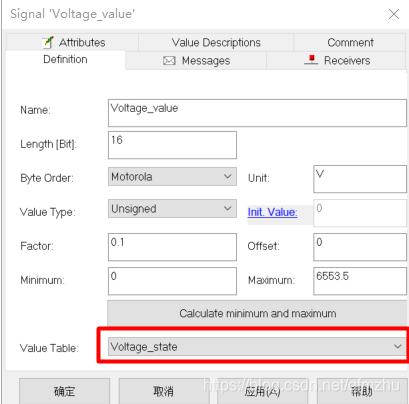 Signal 'Voltage_value'
Attributes Value Descriptions Comment
Definition Messages Receivers
Name: Voltage_value
Length [Bit]: 16
Byte Order: Motorola Unit: V
Value Type: Unsigned Init. Value: 0
Factor: 0.1 Offset: 0
Minimum: 0 Maximum: 6553.5
Calculate minimum and maximum
Value Table: Voltage_state
确定 取消 应用(A) 帮助
https://blog.csdn.net/dfmzhu